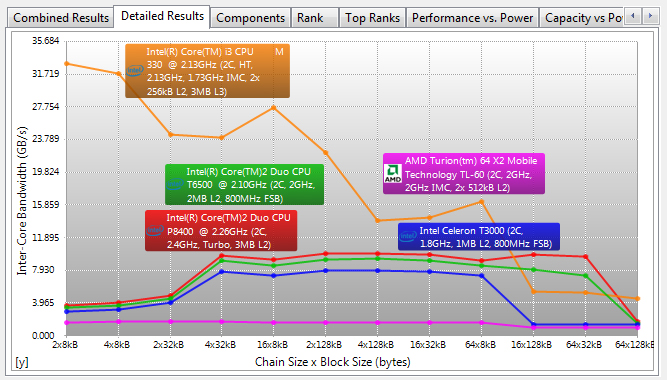 Combined Results Detailed Results Components Rank Top Ranks Performance vs. Power Capacity vs Po
35.684
31.719
27.754
23.789
19.824
15.859
11.895
7.930
3.965
0.000
Inter-Core Bandwidth (GB/s)
Intel(R) Core(TM) i3 CPU M
330 @ 2.13GHz (2C, HT,
2.13GHz, 1.73GHz IMC, 2x
256kB L2, 3MB L3)
intel
AMD Turion(tm) 64 X2 Mobile
Technology TL-60 (2C, 2GHz,
2GHz IMC, 2x 512kB L2)
AMD
Intel(R) Core(TM)2 Duo CPU
T6500 @ 2.10GHz (2C, 2GHz,
2MB L2, 800MHz FSB)
intel
Intel(R) Core(TM)2 Duo CPU
P8400 @ 2.26GHz (2C,
2.4GHz, Turbo, 3MB L2)
intel
Intel Celeron T3000 (2C,
1.8GHz, 1MB L2, 800MHz FSB)
intel
2x8kB 4x8kB 2x32kB 4x32kB 16x8kB 2x128kB 4x128kB 16x32kB 64x8kB 16x128kB 64x32kB 64x128kB
[y] Chain Size x Block Size (bytes)